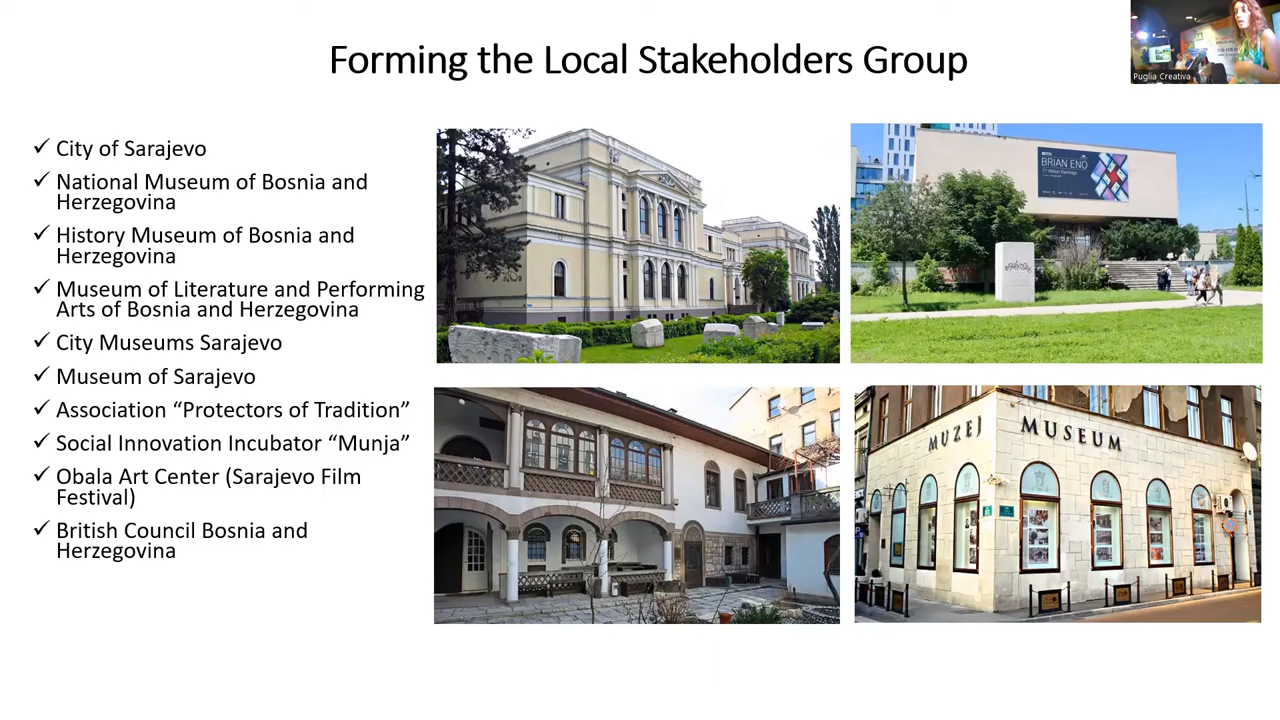 Forming the Local Stakeholders Group
Puglia Creativa
✓ City of Sarajevo
✓ National Museum of Bosnia and
Herzegovina
✓ History Museum of Bosnia and
Herzegovina
✓ Museum of Literature and Performing
Arts of Bosnia and Herzegovina
✓ City Museums Sarajevo
✓ Museum of Sarajevo
✓ Association “Protectors of Tradition”
✓ Social Innovation Incubator “Munja”
✓ Obala Art Center (Sarajevo Film
Festival)
✓ British Council Bosnia and
Herzegovina
BRIAN ENO
77 Million Paintings
MUZEJ
MUSEUM